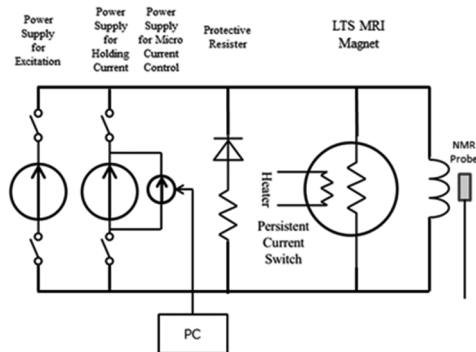 Power
Supply
for
Excitation
Power
Supply
for
Holding
Current
Power
Supply
for Micro
Current
Control
Protective
Resister
LTS MRI
Magnet
NMR
Probe
Heater
Persistent
Current
Switch
PC